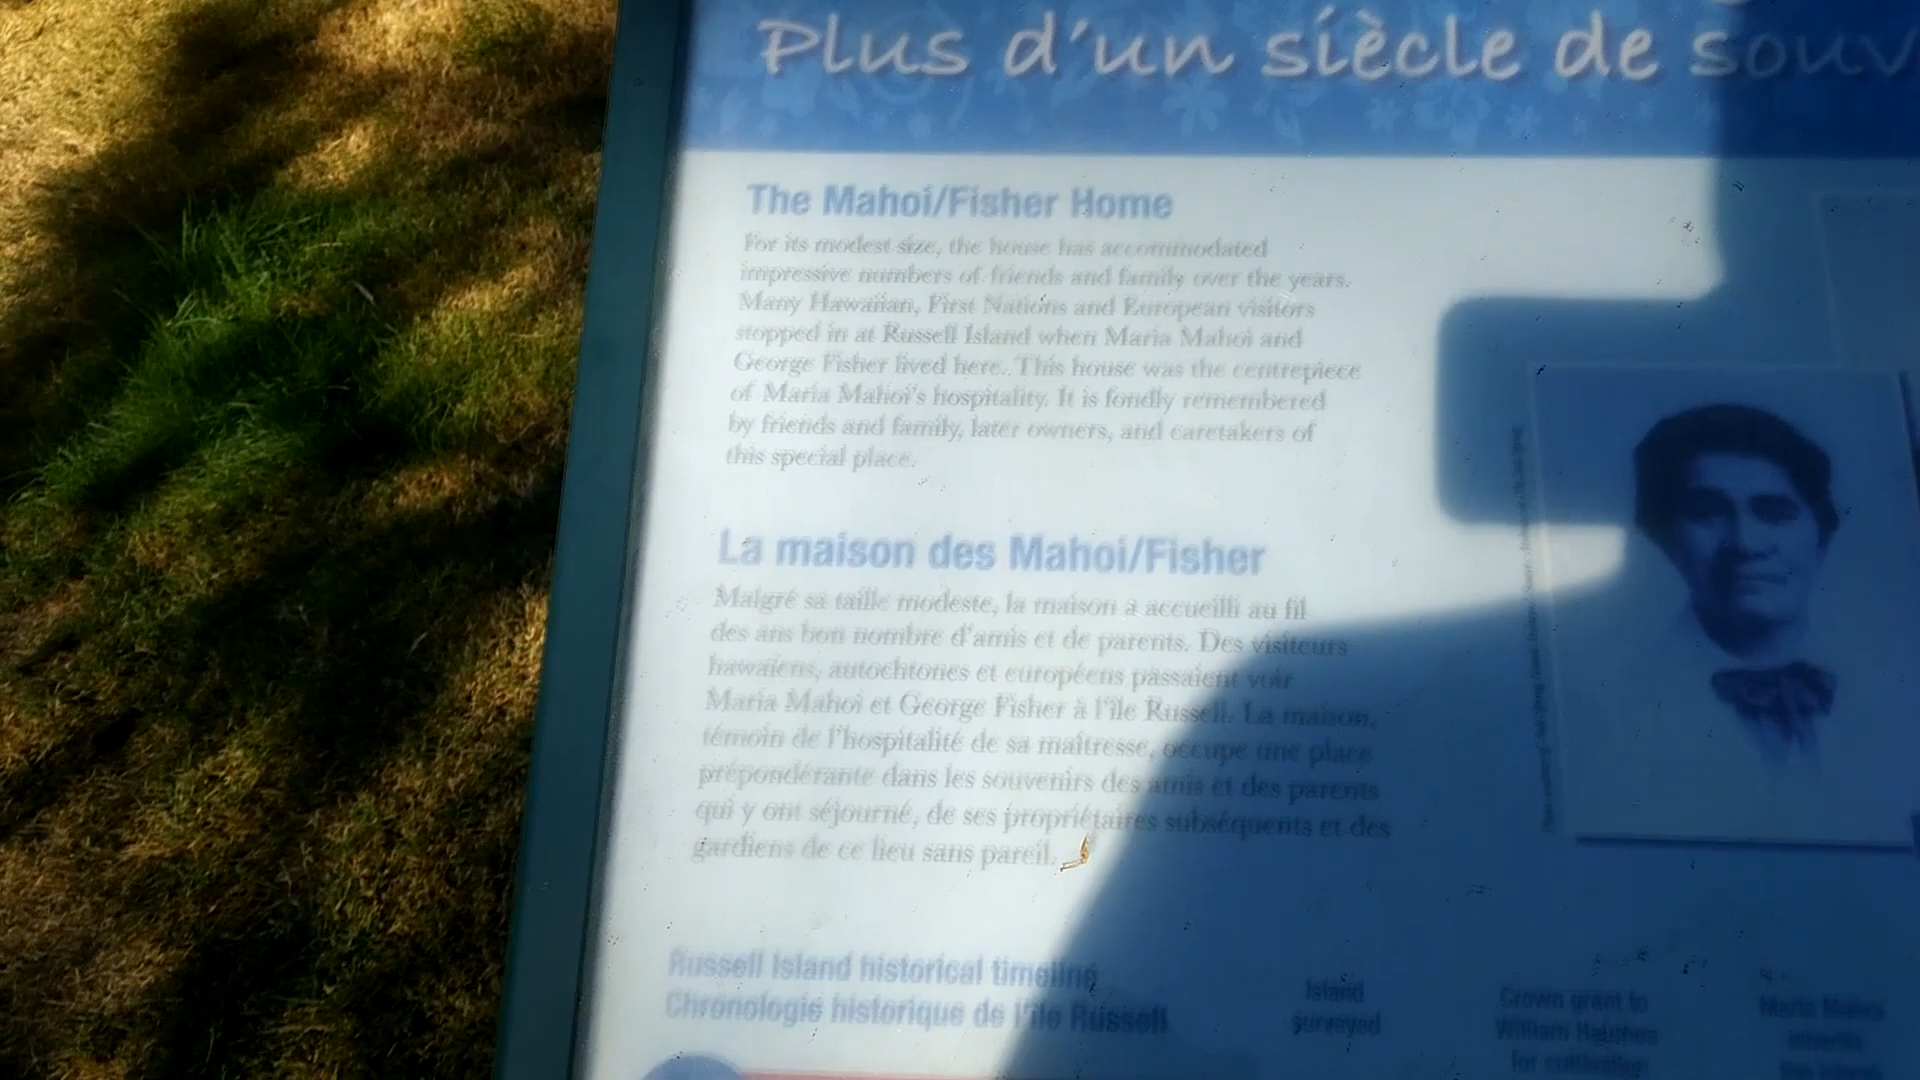 Plus d'un siècle de souv
The Mahoi/Fisher Home
For its modest size, the house has accommodated
impressive numbers of friends and family over the years.
Many Hawaiian, First Nations and European visitors
stopped in at Russell Island when Maria Mahoi and
George Fisher lived here. This house was the centrepiece
of Maria Mahoi's hospitality. It is fondly remembered
by friends and family, later owners, and caretakers of
this special place.
La maison des Mahoi/Fisher
Malgré sa taille modeste, la maison a accueilli au fil
des ans bon nombre d'amis et de parents. Des visiteurs
hawaïens, autochtones et européens passaient voir
Maria Mahoi et George Fisher à l'île Russell. La maison,
témoin de l'hospitalité de sa maîtresse, occupe une place
prépondérante dans les souvenirs des amis et des parents
qui y ont séjourné, de ses propriétaires subséquents et des
gardiens de ce lieu sans pareil.
Russell Island historical timeline
Chronologie historique de l'île Russell
Island
surveyed
Crown grant to
William Haumea
for cultivation
Maria Mahoi